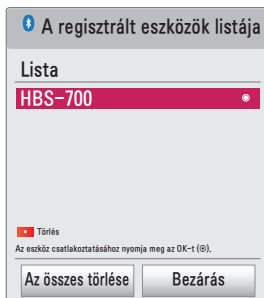 A regisztrált eszközök listája
Lista
HBS-700
Törlés
Az eszköz csatlakoztatásához nyomja meg az OK-t (⊙).
Az összes törlése
Bezárás